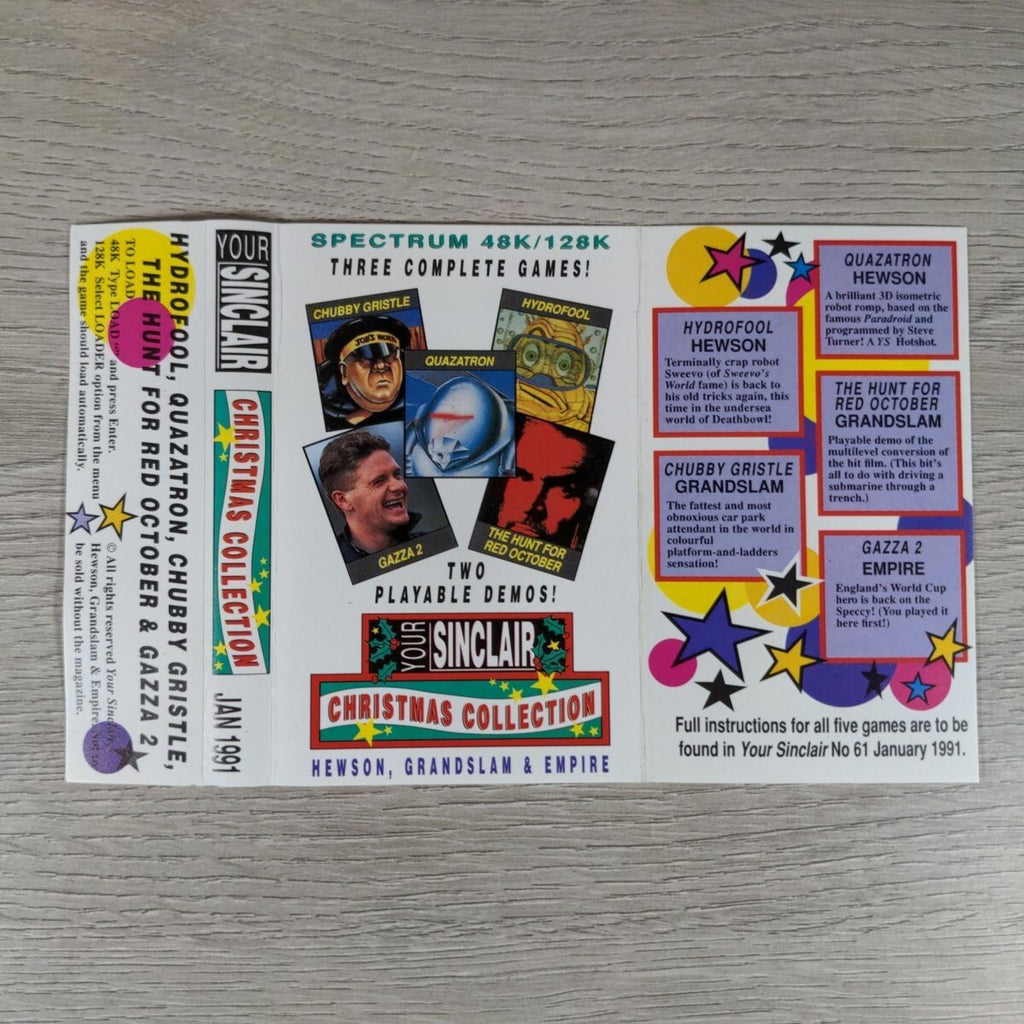 HYDROFOOL, QUAZATRON, CHUBBY GRISTLE,
THE HUNT FOR RED OCTOBER & GAZZA 2
TO LOAD
48K Type LOAD "" and press Enter.
128K Select LOADER option from the menu
and the game should load automatically.
© All rights reserved Your Sinclair,
Hewson, Grandslam & Empire. Not to
be sold without the magazine.
YOUR
SINCLAIR
CHRISTMAS COLLECTION
JAN 1991
SPECTRUM 48K/128K
THREE COMPLETE GAMES!
CHUBBY GRISTLE
JOB'S WORTH
HYDROFOOL
QUAZATRON
GAZZA 2
THE HUNT FOR
RED OCTOBER
TWO
PLAYABLE DEMOS!
YOUR
SINCLAIR
CHRISTMAS COLLECTION
HEWSON, GRANDSLAM & EMPIRE
HYDROFOOL
HEWSON
Terminally crap robot
Sweevo (of Sweevo's
World fame) is back to
his old tricks again, this
time in the undersea
world of Deathbowl!
CHUBBY GRISTLE
GRANDSLAM
The fattest and most
obnoxious car park
attendant in the world in
colourful
platform-and-ladders
sensation!
QUAZATRON
HEWSON
A brilliant 3D isometric
robot romp, based on the
famous Paradroid and
programmed by Steve
Turner! A YS Hotshot.
THE HUNT FOR
RED OCTOBER
GRANDSLAM
Playable demo of the
multilevel conversion of
the hit film. (This bit's
all to do with driving a
submarine through a
trench.)
GAZZA 2
EMPIRE
England's World Cup
hero is back on the
Speccy! (You played it
here first!)
Full instructions for all five games are to be
found in Your Sinclair No 61 January 1991.